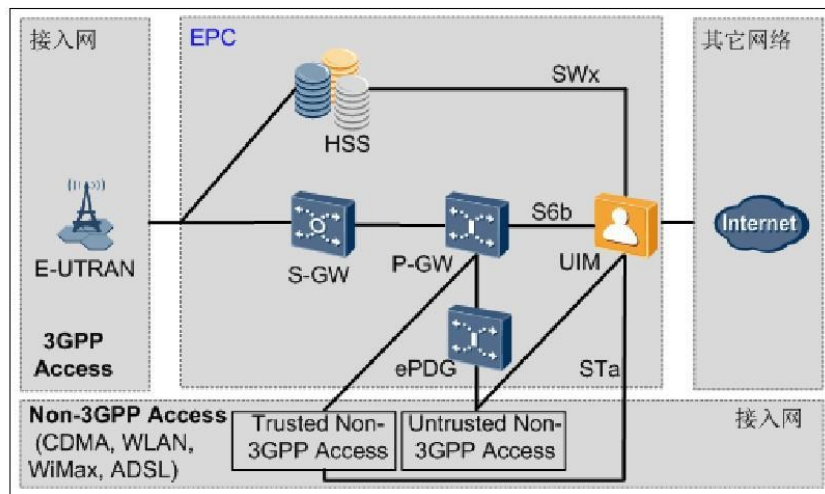 接入网
EPC
其它网络
SWx
HSS
E-UTRAN
S-GW
P-GW
S6b
UIM
Internet
3GPP
Access
ePDG
STa
Non-3GPP Access
(CDMA, WLAN,
WiMax, ADSL)
Trusted Non-
3GPP Access
Untrusted Non-
3GPP Access
接入网